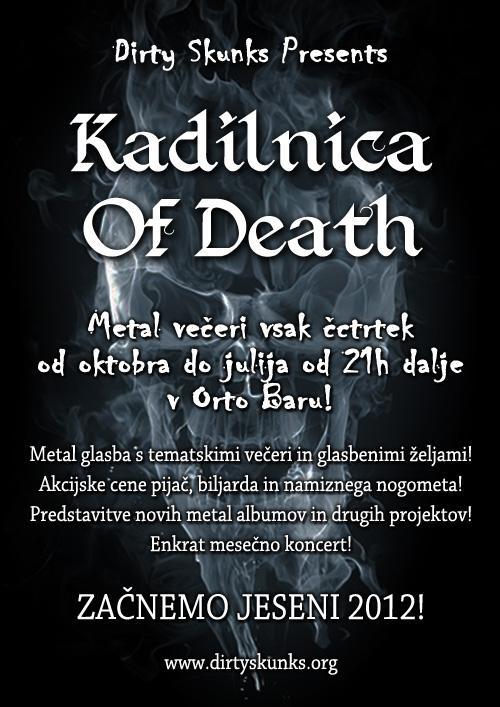 Dirty Skunks Presents
Kadilnica
Of Death
Metal večeri vsak četrtek
od oktobra do julija od 21h dalje
v Orto Baru!
Metal glasba s tematskimi večeri in glasbenimi željami!
Akcijske cene pijač, biljarda in namiznega nogometa!
Predstavitve novih metal albumov in drugih projektov!
Enkrat mesečno koncert!
ZAČNEMO JESENI 2012!
www.dirtyskunks.org